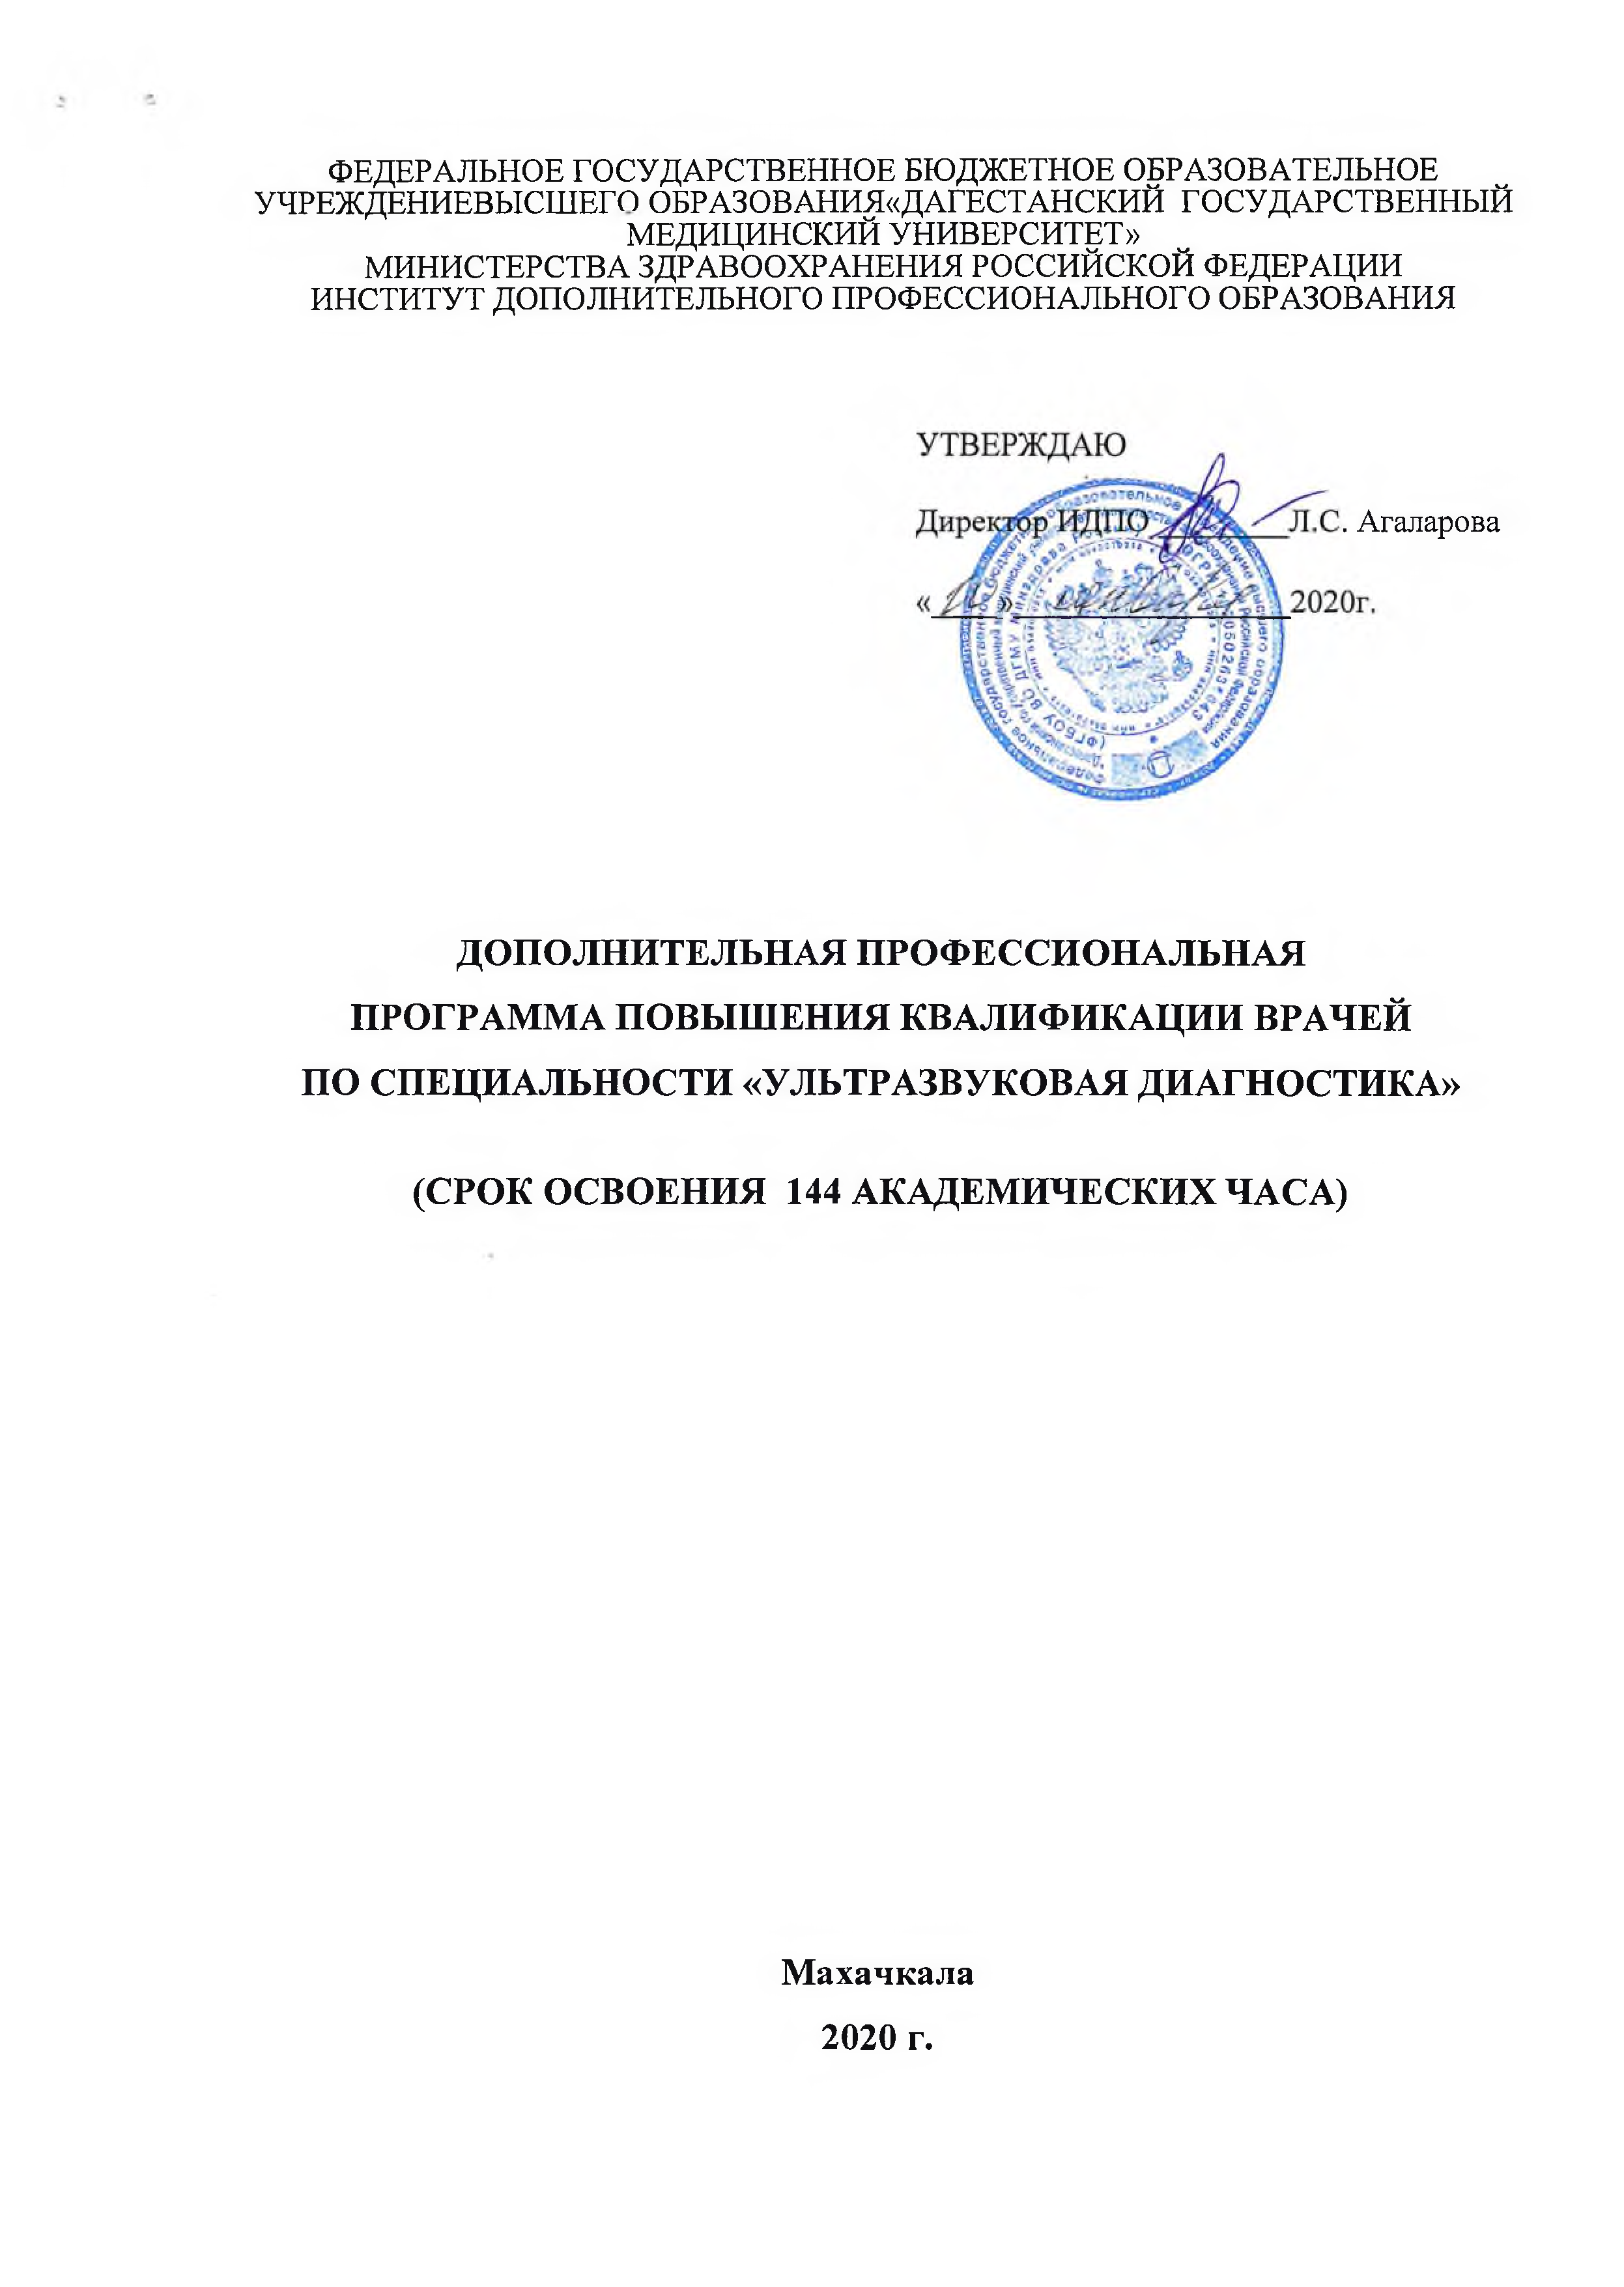 ФЕДЕРАЛЬНОЕ ГОСУДАРСТВЕННОЕ БЮДЖЕТНОЕ ОБРАЗОВАТЕЛЬНОЕ
УЧРЕЖДЕНИЕВЫСШЕГО ОБРАЗОВАНИЯ«ДАГЕСТАНСКИЙ ГОСУДАРСТВЕННЫЙ
МЕДИЦИНСКИЙ УНИВЕРСИТЕТ»
МИНИСТЕРСТВА ЗДРАВООХРАНЕНИЯ РОССИЙСКОЙ ФЕДЕРАЦИИ
ИНСТИТУТ ДОПОЛНИТЕЛЬНОГО ПРОФЕССИОНАЛЬНОГО ОБРАЗОВАНИЯ
УТВЕРЖДАЮ
Директор ИДПО Л.С. Агаларова
« » 2020г.
ДОПОЛНИТЕЛЬНАЯ ПРОФЕССИОНАЛЬНАЯ
ПРОГРАММА ПОВЫШЕНИЯ КВАЛИФИКАЦИИ ВРАЧЕЙ
ПО СПЕЦИАЛЬНОСТИ «УЛЬТРАЗВУКОВАЯ ДИАГНОСТИКА»
(СРОК ОСВОЕНИЯ 144 АКАДЕМИЧЕСКИХ ЧАСА)
Махачкала
2020 г.